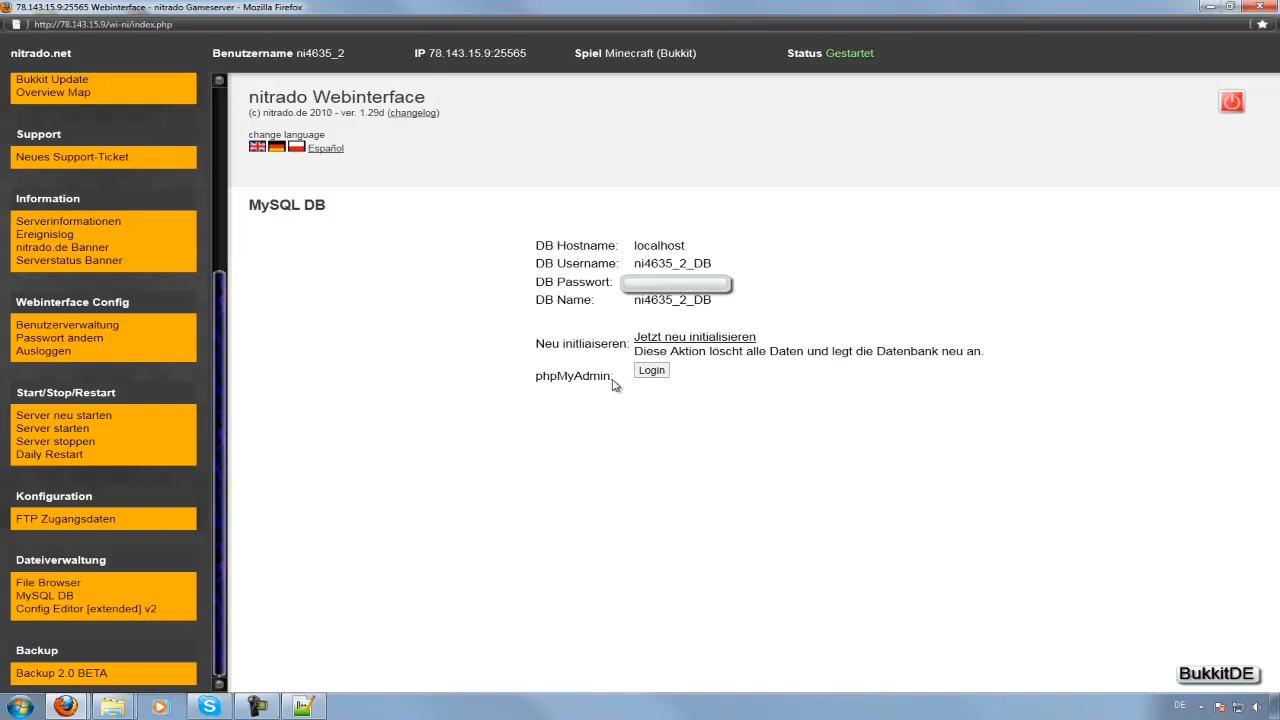 78.143.15.9:25565 Webinterface - nitrado Gameserver - Mozilla Firefox
http://78.143.15.9/wi-ni/index.php
nitrado.net
Benutzername ni4635_2
IP 78.143.15.9:25565
Spiel Minecraft (Bukkit)
Status Gestartet
Bukkit Update
Overview Map
Support
Neues Support-Ticket
Information
Serverinformationen
Ereignislog
nitrado.de Banner
Serverstatus Banner
Webinterface Config
Benutzerverwaltung
Passwort ändern
Ausloggen
Start/Stop/Restart
Server neu starten
Server starten
Server stoppen
Daily Restart
Konfiguration
FTP Zugangsdaten
Dateiverwaltung
File Browser
MySQL DB
Config Editor [extended] v2
Backup
Backup 2.0 BETA
nitrado Webinterface
(c) nitrado.de 2010 - ver. 1.29d (changelog)
change language
Español
MySQL DB
DB Hostname: localhost
DB Username: ni4635_2_DB
DB Passwort:
DB Name: ni4635_2_DB
Neu initliaiseren: Jetzt neu initialisieren
Diese Aktion löscht alle Daten und legt die Datenbank neu an.
phpMyAdmin: Login
BukkitDE
DE